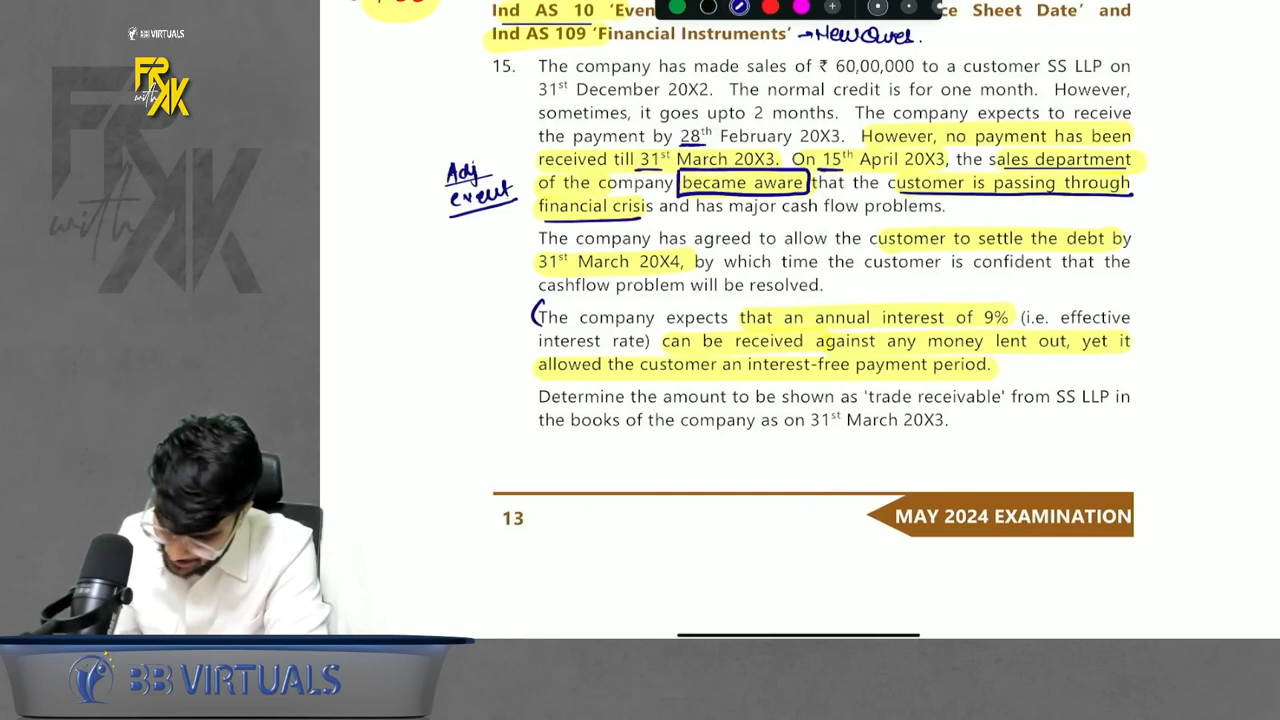 Ind AS 10 'Even ce Sheet Date' and
Ind AS 109 'Financial Instruments' → New Ques.
BB VIRTUALS
FR
with
AK
FR
with
AK
15. The company has made sales of ₹ 60,00,000 to a customer SS LLP on
31st December 20X2. The normal credit is for one month. However,
sometimes, it goes upto 2 months. The company expects to receive
the payment by 28th February 20X3. However, no payment has been
received till 31st March 20X3. On 15th April 20X3, the sales department
of the company became aware that the customer is passing through
financial crisis and has major cash flow problems.
Adj
event
The company has agreed to allow the customer to settle the debt by
31st March 20X4, by which time the customer is confident that the
cashflow problem will be resolved.
The company expects that an annual interest of 9% (i.e. effective
interest rate) can be received against any money lent out, yet it
allowed the customer an interest-free payment period.
Determine the amount to be shown as 'trade receivable' from SS LLP in
the books of the company as on 31st March 20X3.
13
MAY 2024 EXAMINATION
BB VIRTUALS